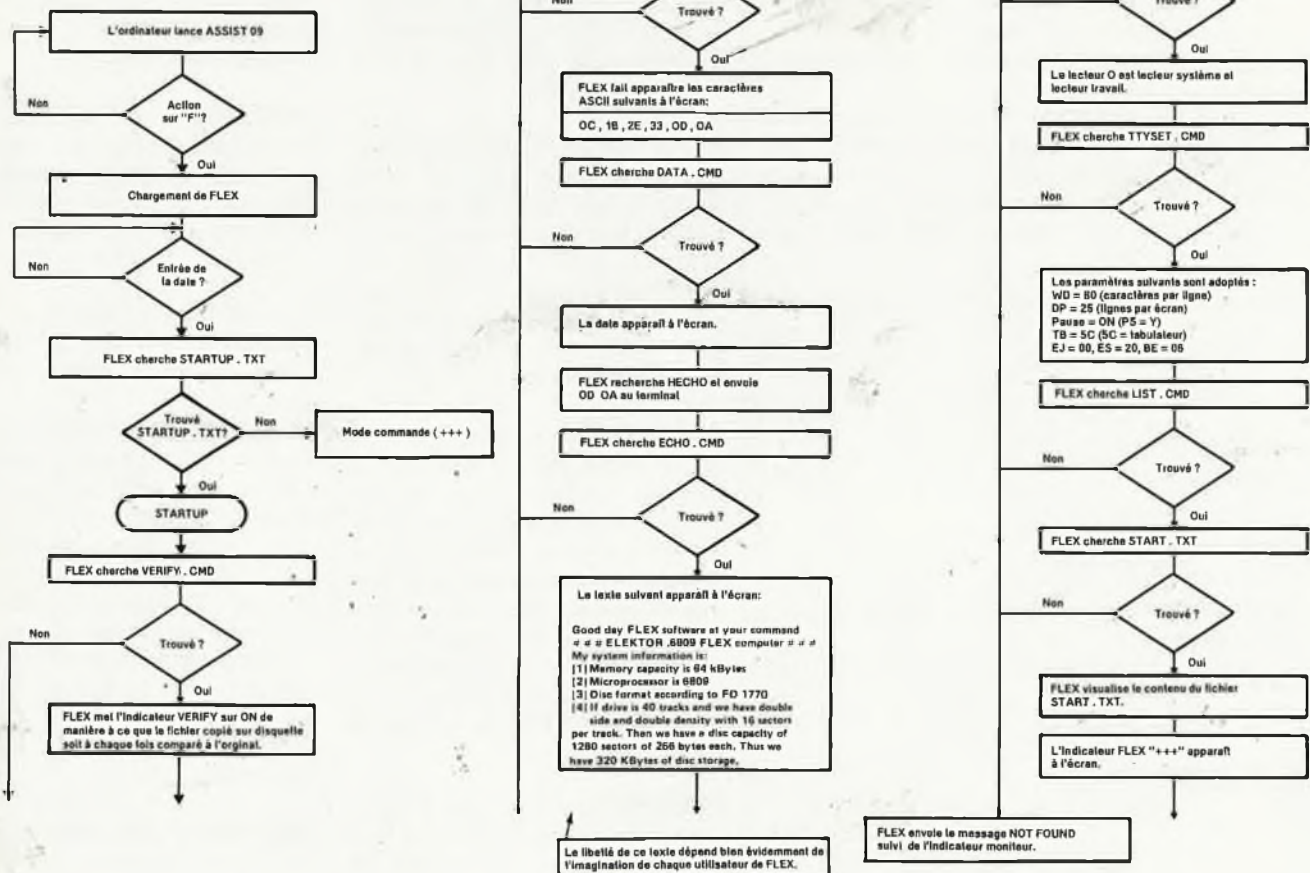 L'ordinateur lance ASSIST 09
Non
Action
sur "F"?
Oui
Chargement de FLEX
Non
Entrée de
la date ?
Oui
FLEX cherche STARTUP . TXT
Trouvé
STARTUP . TXT?
Non
Mode commande ( +++ )
Oui
STARTUP
FLEX cherche VERIFY . CMD
Non
Trouvé ?
Oui
FLEX met l'indicateur VERIFY sur ON de
manière à ce que le fichier copié sur disquette
soit à chaque fois comparé à l'orginal.
Non
Trouvé ?
Oui
FLEX fait apparaître les caractères
ASCII suivants à l'écran:
0C , 1B , 2E , 33 , 0D , 0A
FLEX cherche DATA . CMD
Non
Trouvé ?
Oui
La date apparaît à l'écran.
FLEX recherche HECHO et envoie
0D 0A au terminal
FLEX cherche ECHO . CMD
Non
Trouvé ?
Oui
Le texte suivant apparaît à l'écran:
Good day FLEX software at your command
# # # ELEKTOR .6809 FLEX computer # # #
My system information is:
[1] Memory capacity is 64 kBytes
[2] Microprocessor is 6809
[3] Disc format according to FD 1770
[4] If drive is 40 tracks and we have double
side and double density with 16 sectors
per track. Then we have a disc capacity of
1280 sectors of 256 bytes each. Thus we
have 320 KBytes of disc storage.
Le libellé de ce texte dépend bien évidemment de
l'imagination de chaque utilisateur de FLEX.
Trouvé ?
Oui
Le lecteur 0 est lecteur système et
lecteur travail.
FLEX cherche TTYSET . CMD
Non
Trouvé ?
Oui
Les paramètres suivants sont adoptés :
WD = 80 (caractères par ligne)
DP = 25 (lignes par écran)
Pause = ON (PS = Y)
TB = 5C (5C = tabulateur)
EJ = 00, ES = 20, BE = 08
FLEX cherche LIST . CMD
Non
Trouvé ?
Oui
FLEX cherche START . TXT
Non
Trouvé ?
Oui
FLEX visualise le contenu du fichier
START . TXT.
L'indicateur FLEX "+++" apparaît
à l'écran.
FLEX envoie le message NOT FOUND
suivi de l'indicateur moniteur.